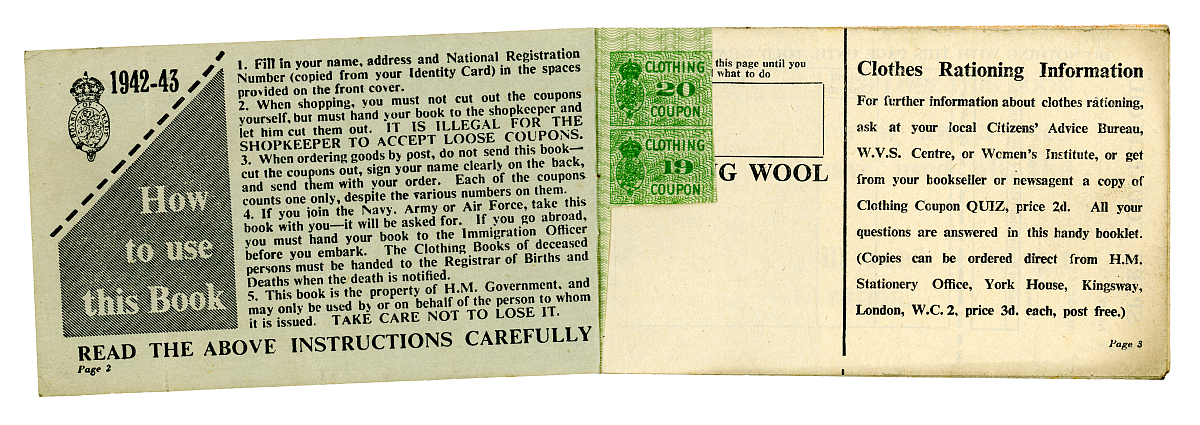 1942-43
How
to use
this Book
1. Fill in your name, address and National Registration
Number (copied from your Identity Card) in the spaces
provided on the front cover.
2. When shopping, you must not cut out the coupons
yourself, but must hand your book to the shopkeeper and
let him cut them out. IT IS ILLEGAL FOR THE
SHOPKEEPER TO ACCEPT LOOSE COUPONS.
3. When ordering goods by post, do not send this book—
cut the coupons out, sign your name clearly on the back,
and send them with your order. Each of the coupons
counts one only, despite the various numbers on them.
4. If you join the Navy, Army or Air Force, take this
book with you—it will be asked for. If you go abroad,
you must hand your book to the Immigration Officer
before you embark. The Clothing Books of deceased
persons must be handed to the Registrar of Births and
Deaths when the death is notified.
5. This book is the property of H.M. Government, and
may only be used by or on behalf of the person to whom
it is issued. TAKE CARE NOT TO LOSE IT.
READ THE ABOVE INSTRUCTIONS CAREFULLY
Page 2
CLOTHING
20
COUPON
CLOTHING
19
COUPON
this page until you
what to do
G WOOL
Clothes Rationing Information
For further information about clothes rationing,
ask at your local Citizens' Advice Bureau,
W.V.S. Centre, or Women's Institute, or get
from your bookseller or newsagent a copy of
Clothing Coupon QUIZ, price 2d. All your
questions are answered in this handy booklet.
(Copies can be ordered direct from H.M.
Stationery Office, York House, Kingsway,
London, W.C.2, price 3d. each, post free.)
Page 3